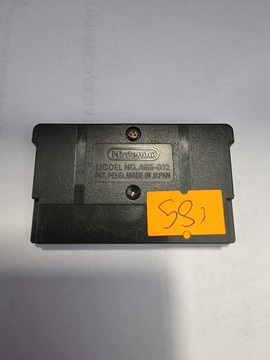 Nintendo
MODEL NO. AGB-002
PAT. PEND. MADE IN JAPAN
58,